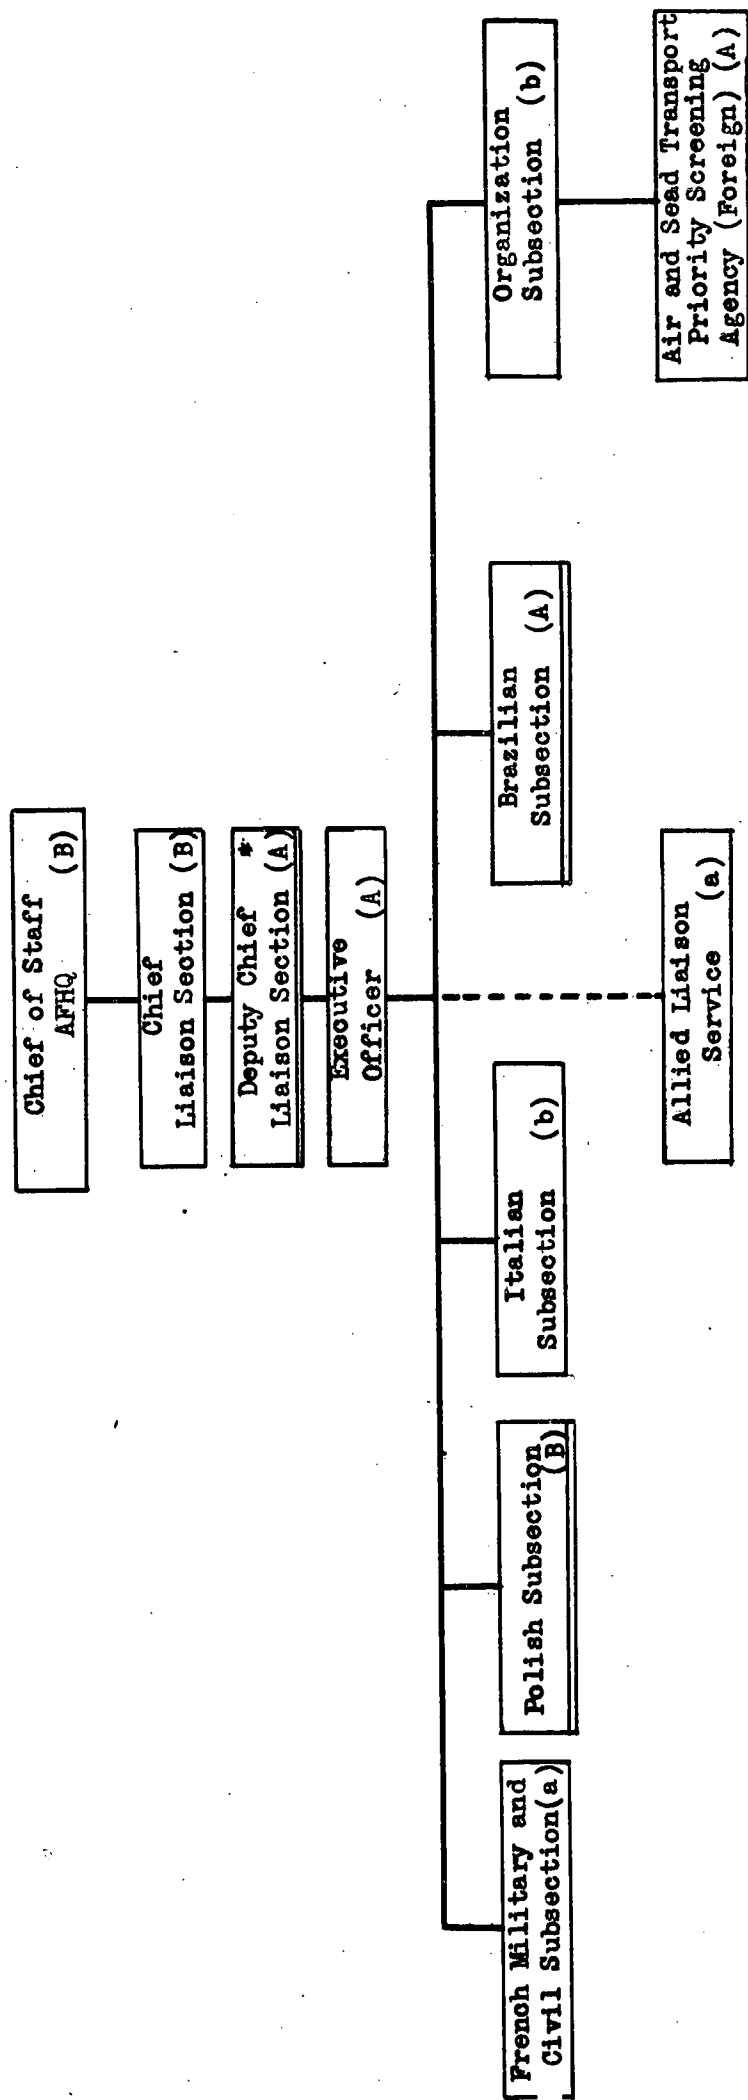 Chief of Staff
AFHQ (B)
Chief
Liaison Section (B)
Deputy Chief *
Liaison Section (A)
Executive
Officer (A)
French Military and
Civil Subsection(a)
Polish Subsection
(B)
Italian
Subsection (b)
Brazilian
Subsection (A)
Organization
Subsection (b)
Allied Liaison
Service (a)
Air and Sead Transport
Priority Screening
Agency (Foreign) (A)